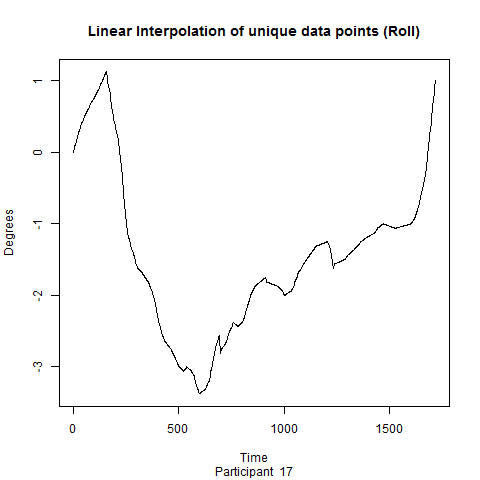 Linear Interpolation of unique data points (Roll)
Degrees
1
0
-1
-2
-3
0 500 1000 1500
Time
Participant 17